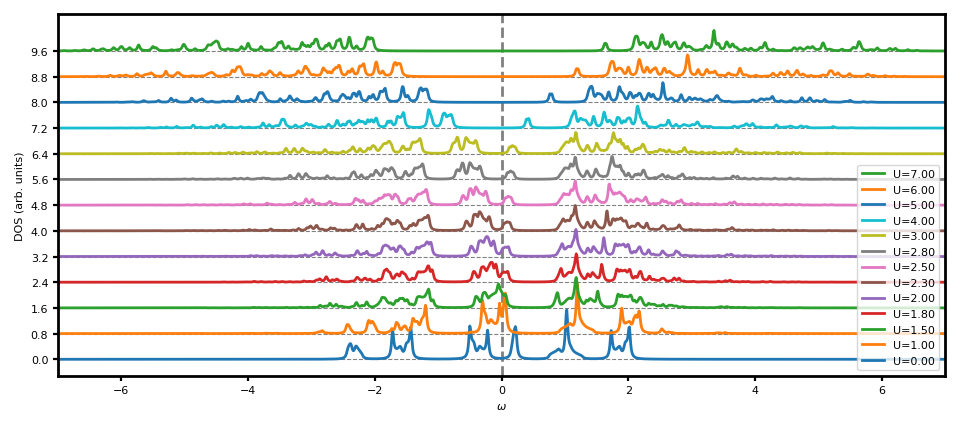 9.6
8.8
8.0
7.2
6.4
5.6
4.8
4.0
3.2
2.4
1.6
0.8
0.0
DOS (arb. units)
−6
−4
−2
0
2
4
6
ω
U=7.00
U=6.00
U=5.00
U=4.00
U=3.00
U=2.80
U=2.50
U=2.30
U=2.00
U=1.80
U=1.50
U=1.00
U=0.00